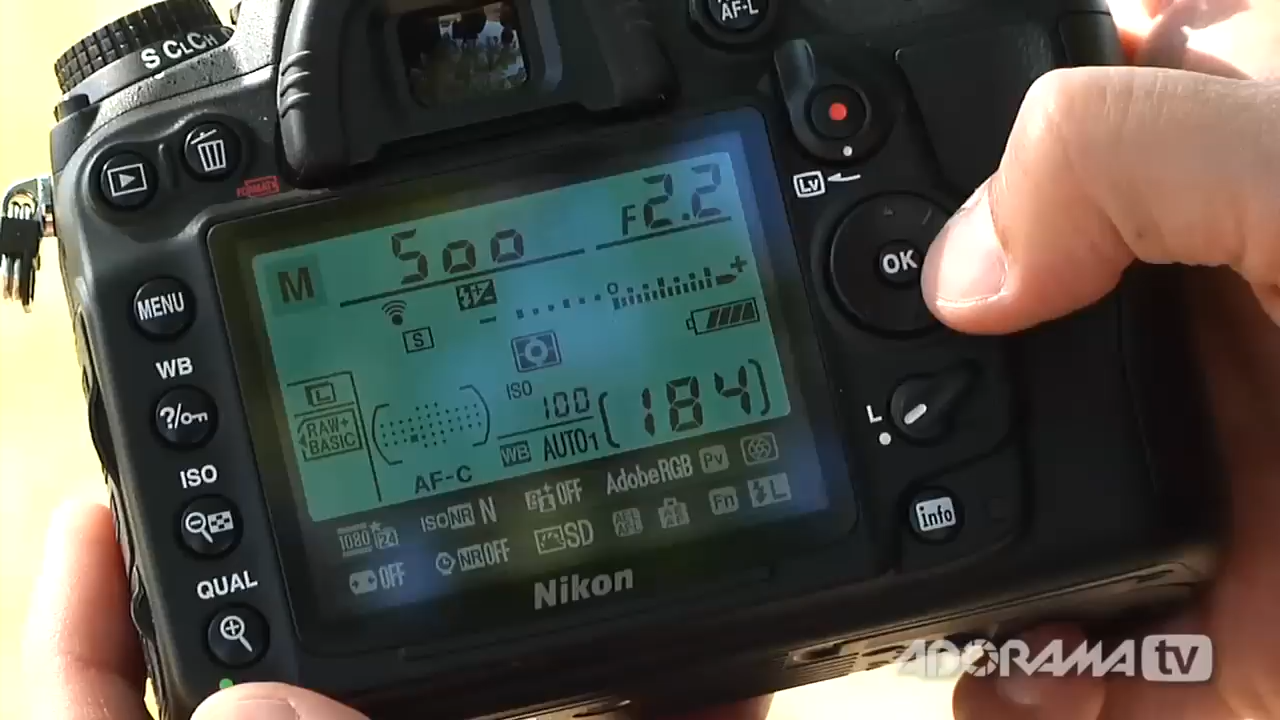 S CL CH
AF-L
FORMAT
Lv
M 500 F2.2
OK
MENU
S
WB
L
RAW+
BASIC
ISO
100
(184)
L
WB AUTO1
AF-C
ISO
1080 24 ISO NR N OFF AdobeRGB Pv
OFF NR OFF SD Fn L
info
QUAL
Nikon
ADORAMA tv